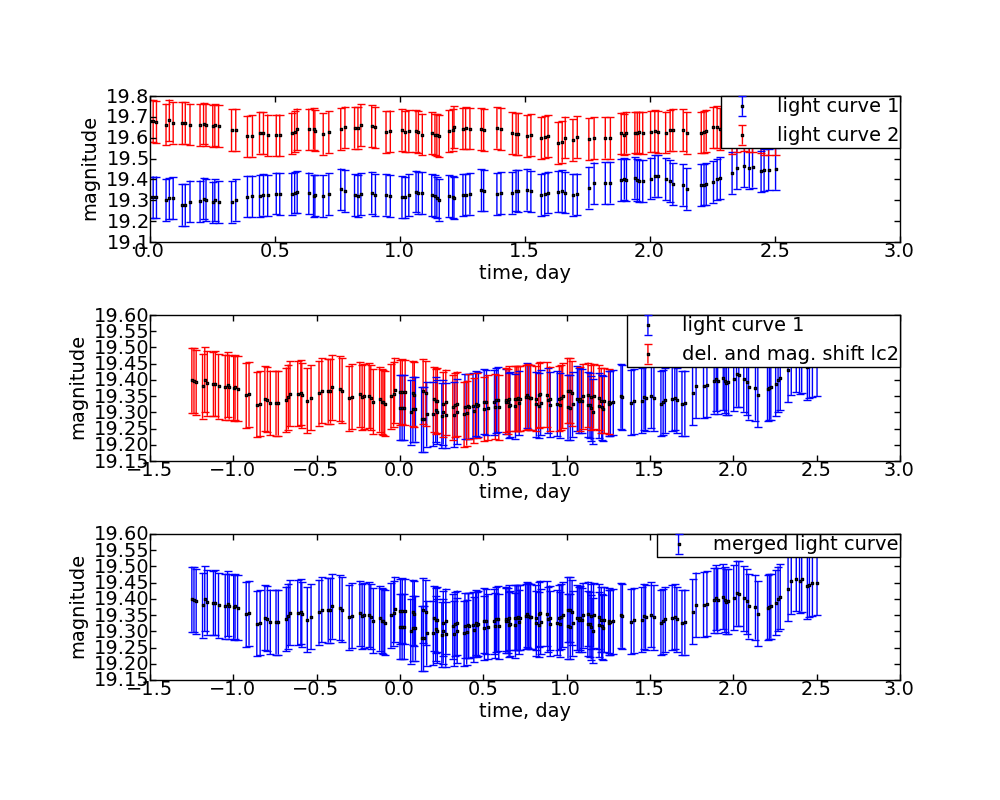 19.8
19.7
19.6
19.5
19.4
19.3
19.2
19.1
magnitude
light curve 1
light curve 2
0.0 0.5 1.0 1.5 2.0 2.5 3.0
time, day
19.60
19.55
19.50
19.45
19.40
19.35
19.30
19.25
19.20
19.15
magnitude
light curve 1
del. and mag. shift lc2
−1.5 −1.0 −0.5 0.0 0.5 1.0 1.5 2.0 2.5 3.0
time, day
19.60
19.55
19.50
19.45
19.40
19.35
19.30
19.25
19.20
19.15
magnitude
merged light curve
−1.5 −1.0 −0.5 0.0 0.5 1.0 1.5 2.0 2.5 3.0
time, day